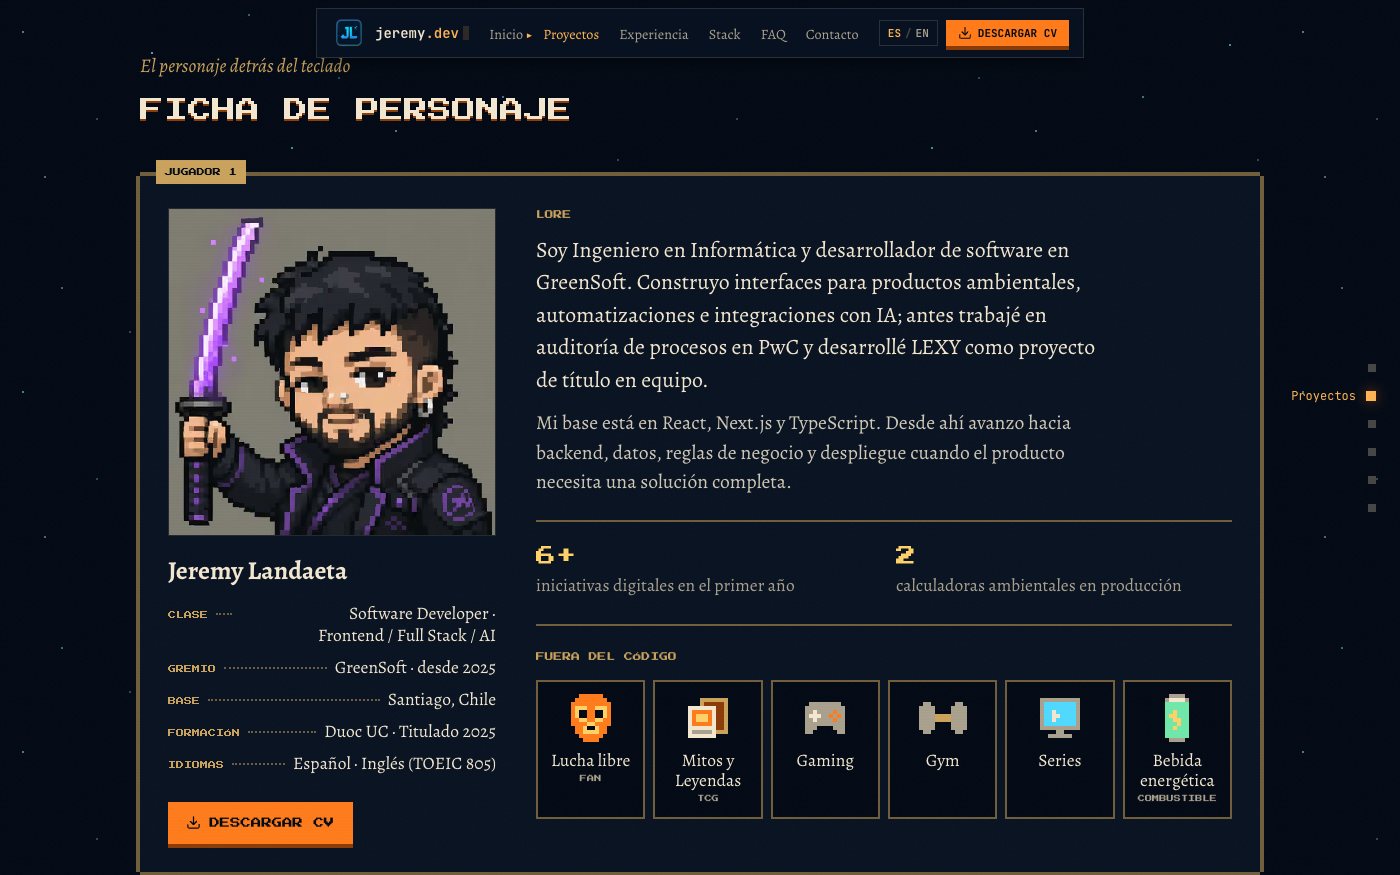 JL
jeremy.dev
Inicio ▸ Proyectos Experiencia Stack FAQ Contacto
ES / EN
DESCARGAR CV
El personaje detrás del teclado
FICHA DE PERSONAJE
JUGADOR 1
LORE
Soy Ingeniero en Informática y desarrollador de software en
GreenSoft. Construyo interfaces para productos ambientales,
automatizaciones e integraciones con IA; antes trabajé en
auditoría de procesos en PwC y desarrollé LEXY como proyecto
de título en equipo.
Mi base está en React, Next.js y TypeScript. Desde ahí avanzo hacia
backend, datos, reglas de negocio y despliegue cuando el producto
necesita una solución completa.
Proyectos
6+
iniciativas digitales en el primer año
2
calculadoras ambientales en producción
Jeremy Landaeta
CLASE Software Developer ·
Frontend / Full Stack / AI
GREMIO GreenSoft · desde 2025
BASE Santiago, Chile
FORMACIóN Duoc UC · Titulado 2025
IDIOMAS Español · Inglés (TOEIC 805)
DESCARGAR CV
FUERA DEL CóDIGO
Lucha libre
FAN
Mitos y
Leyendas
TCG
Gaming
Gym
Series
Bebida
energética
COMBUSTIBLE